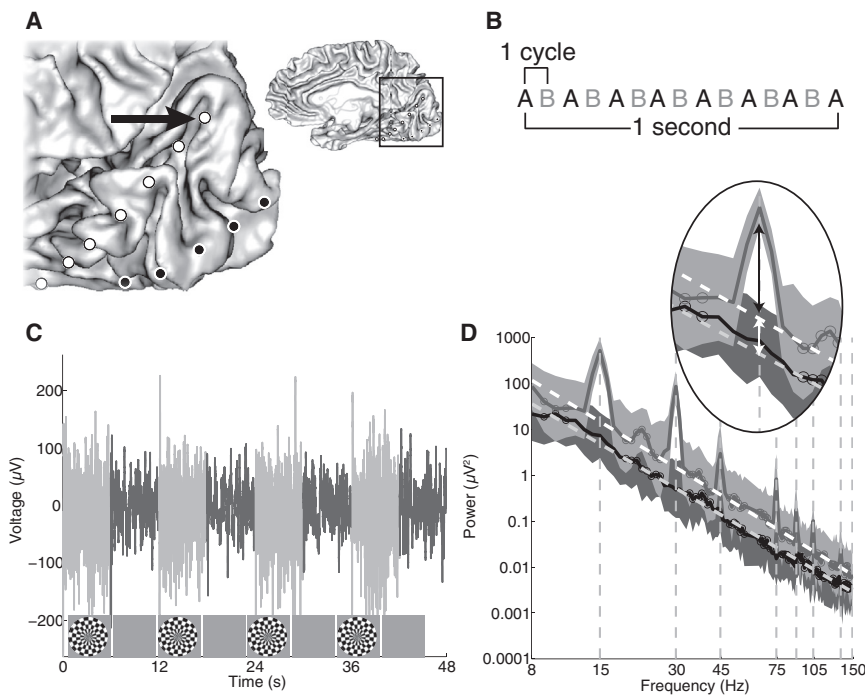 A
B
1 cycle
A B A B A B A B A B A B A B A
1 second
C
Voltage (µV)
200
100
0
−100
−200
0
12
24
36
48
Time (s)
D
Power (µV²)
1000
100
10
1
0.1
0.01
0.001
0.0001
8
15
30
45
75
105
150
Frequency (Hz)